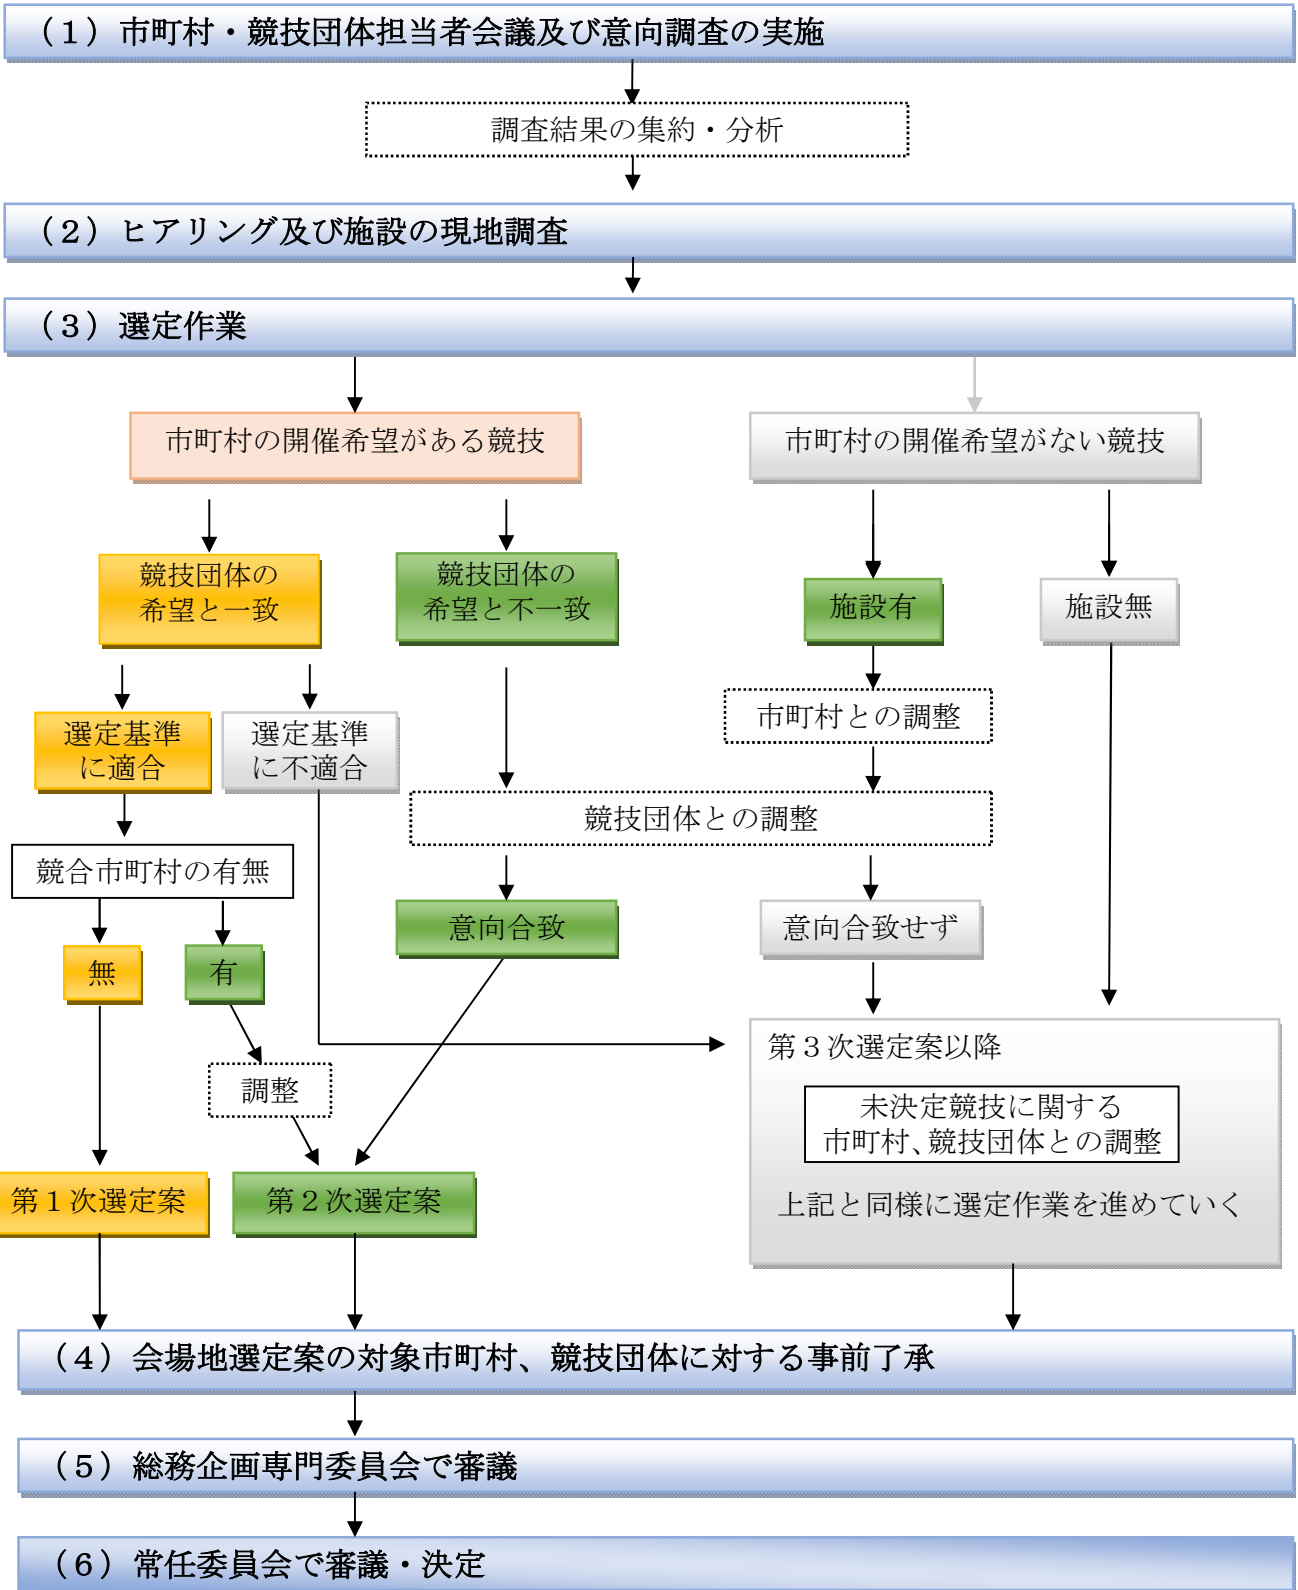 （１）市町村・競技団体担当者会議及び意向調査の実施
調査結果の集約・分析
（２）ヒアリング及び施設の現地調査
（３）選定作業
市町村の開催希望がある競技
市町村の開催希望がない競技
競技団体の
希望と一致
競技団体の
希望と不一致
施設有
施設無
選定基準
に適合
選定基準
に不適合
市町村との調整
競技団体との調整
競合市町村の有無
意向合致
意向合致せず
無
有
調整
第３次選定案以降
未決定競技に関する
市町村、競技団体との調整
上記と同様に選定作業を進めていく
第１次選定案
第２次選定案
（４）会場地選定案の対象市町村、競技団体に対する事前了承
（５）総務企画専門委員会で審議
（６）常任委員会で審議・決定